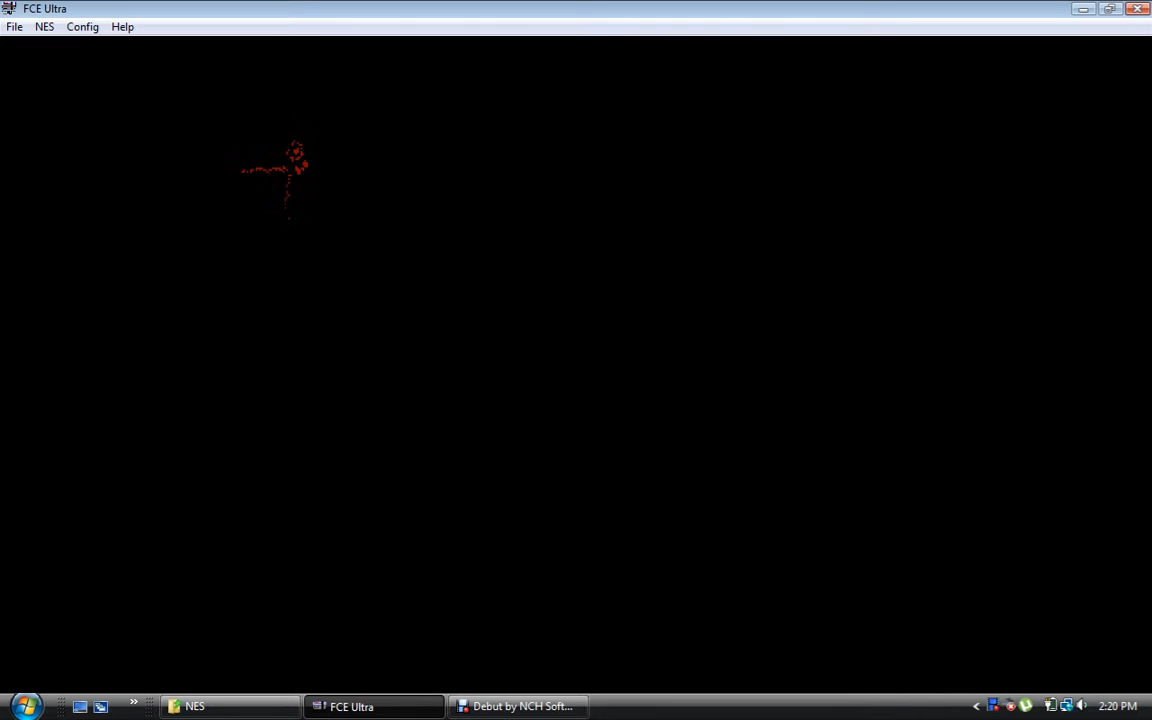 FCE Ultra
File NES Config Help
NES FCE Ultra Debut by NCH Soft... 2:20 PM